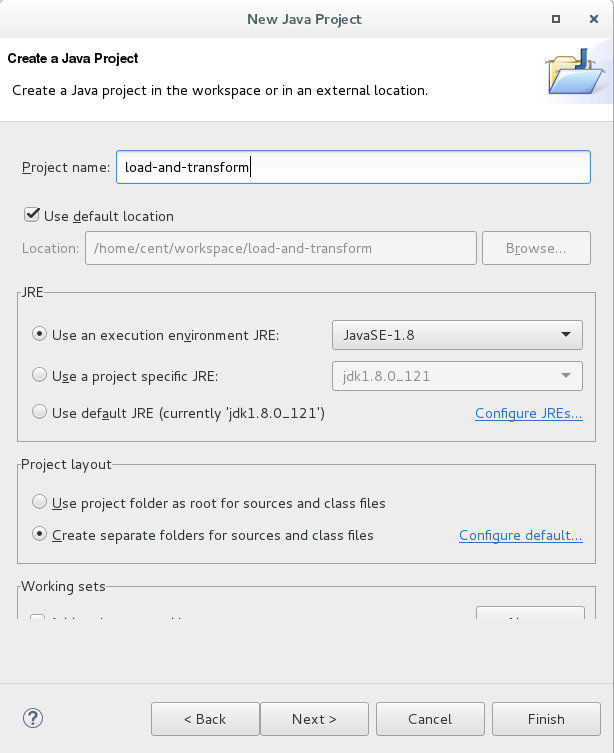 New Java Project
Create a Java Project
Create a Java project in the workspace or in an external location.
Project name: load-and-transform
Use default location
Location: /home/cent/workspace/load-and-transform Browse...
JRE
Use an execution environment JRE: JavaSE-1.8
Use a project specific JRE: jdk1.8.0_121
Use default JRE (currently 'jdk1.8.0_121') Configure JREs...
Project layout
Use project folder as root for sources and class files
Create separate folders for sources and class files Configure default...
Working sets
< Back Next > Cancel Finish